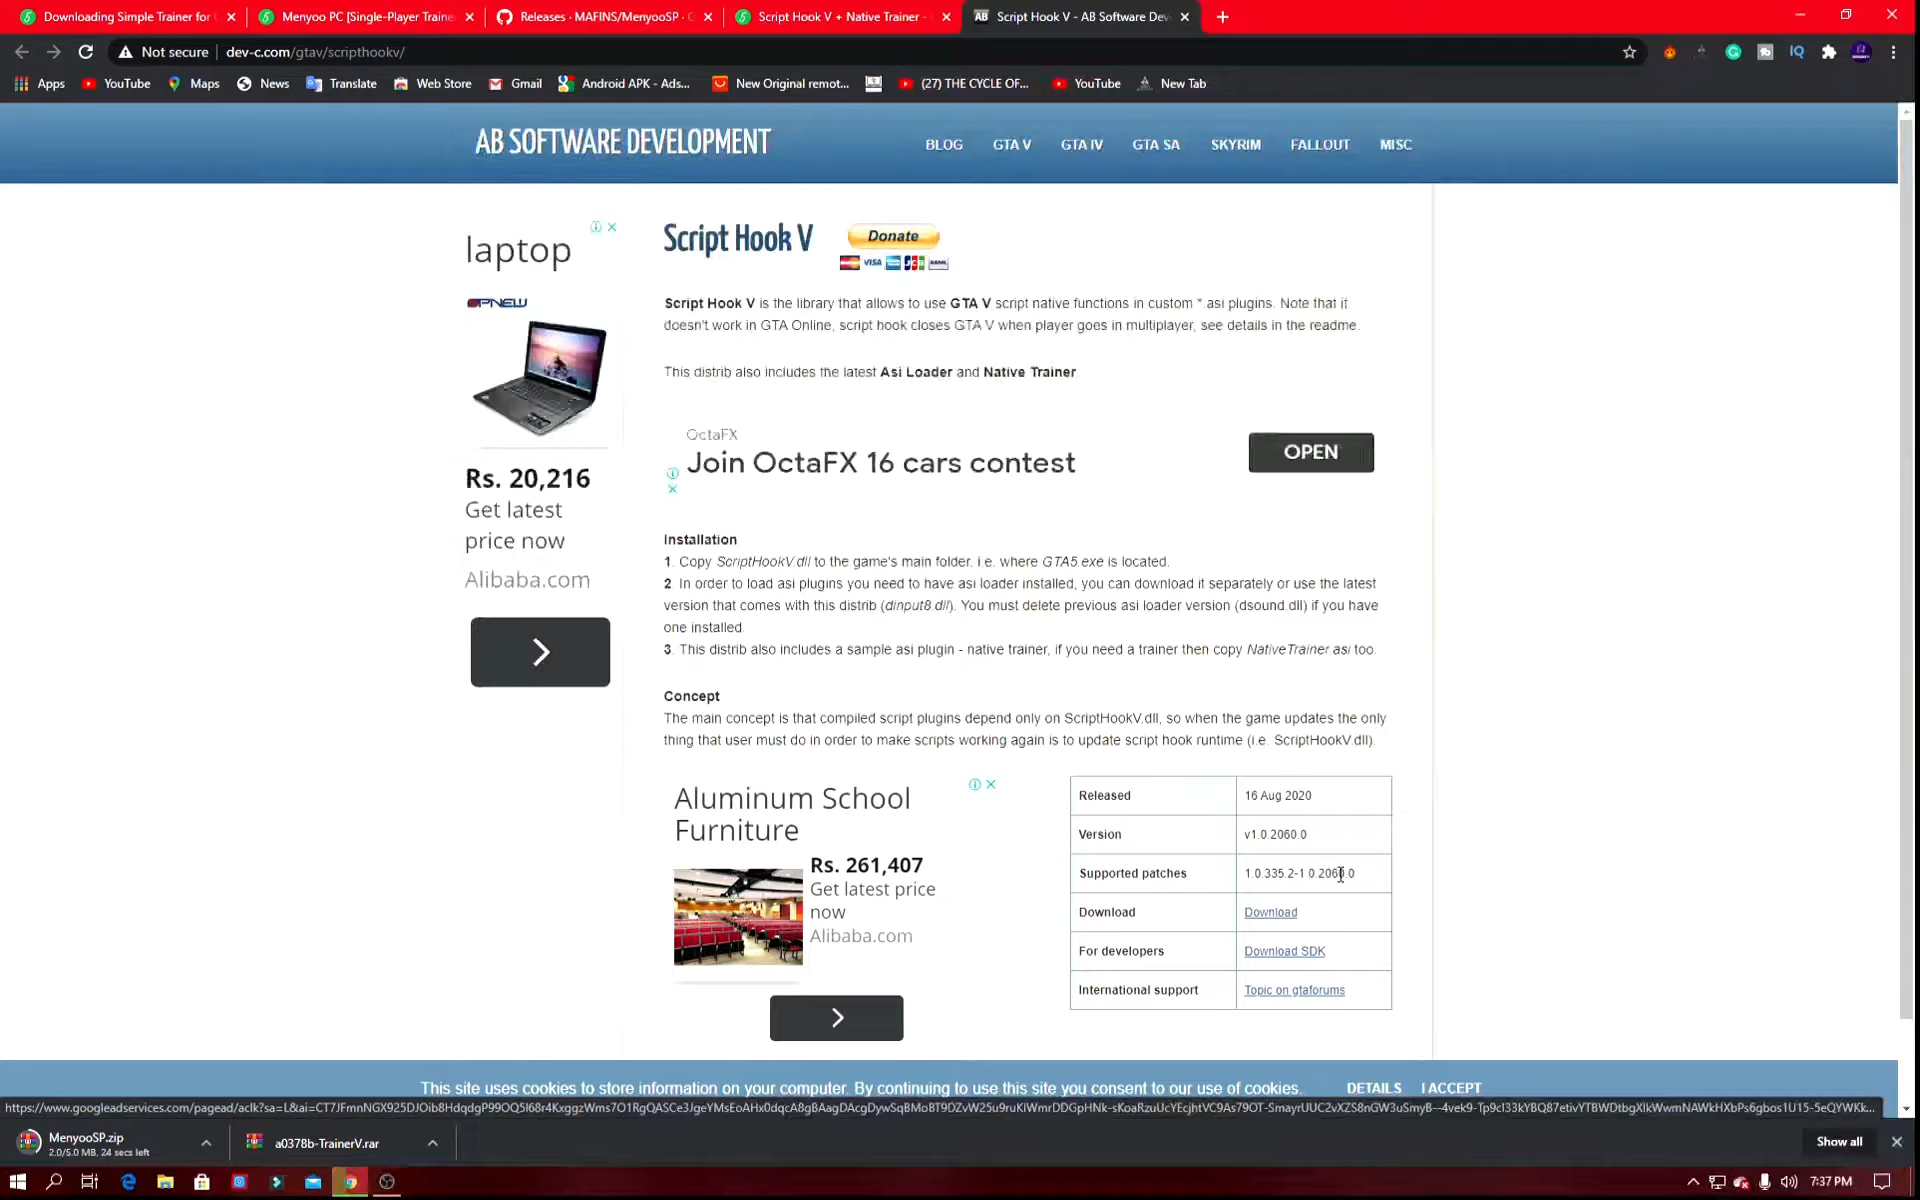 Downloading Simple Trainer for
Menyoo PC [Single-Player Traine
Releases · MAFINS/MenyooSP ·
Script Hook V + Native Trainer -
AB Script Hook V - AB Software Dev
Not secure dev-c.com/gtav/scripthookv/
Apps YouTube Maps News Translate Web Store Gmail Android APK - Ads... New Original remot... (27) THE CYCLE OF... YouTube New Tab
AB SOFTWARE DEVELOPMENT
BLOG GTA V GTA IV GTA SA SKYRIM FALLOUT MISC
laptop
Rs. 20,216
Get latest
price now
Alibaba.com
Script Hook V
Donate
VISA
BANK
Script Hook V is the library that allows to use GTA V script native functions in custom *.asi plugins. Note that it
doesn't work in GTA Online, script hook closes GTA V when player goes in multiplayer, see details in the readme.
This distrib also includes the latest Asi Loader and Native Trainer
OctaFX
Join OctaFX 16 cars contest
OPEN
Installation
1. Copy ScriptHookV.dll to the game's main folder. i.e. where GTA5.exe is located.
2. In order to load asi plugins you need to have asi loader installed, you can download it separately or use the latest
version that comes with this distrib (dinput8.dll). You must delete previous asi loader version (dsound.dll) if you have
one installed.
3. This distrib also includes a sample asi plugin - native trainer, if you need a trainer then copy NativeTrainer.asi too.
Concept
The main concept is that compiled script plugins depend only on ScriptHookV.dll, so when the game updates the only
thing that user must do in order to make scripts working again is to update script hook runtime (i.e. ScriptHookV.dll).
Aluminum School
Furniture
Rs. 261,407
Get latest price
now
Alibaba.com
Released 16 Aug 2020
Version v1.0.2060.0
Supported patches 1.0.335.2-1.0.2060.0
Download Download
For developers Download SDK
International support Topic on gtaforums
This site uses cookies to store information on your computer. By continuing to use this site you consent to our use of cookies. DETAILS I ACCEPT
MenyooSP.zip
2.0/5.0 MB, 24 secs left
a0378b-TrainerV.rar
Show all
7:37 PM